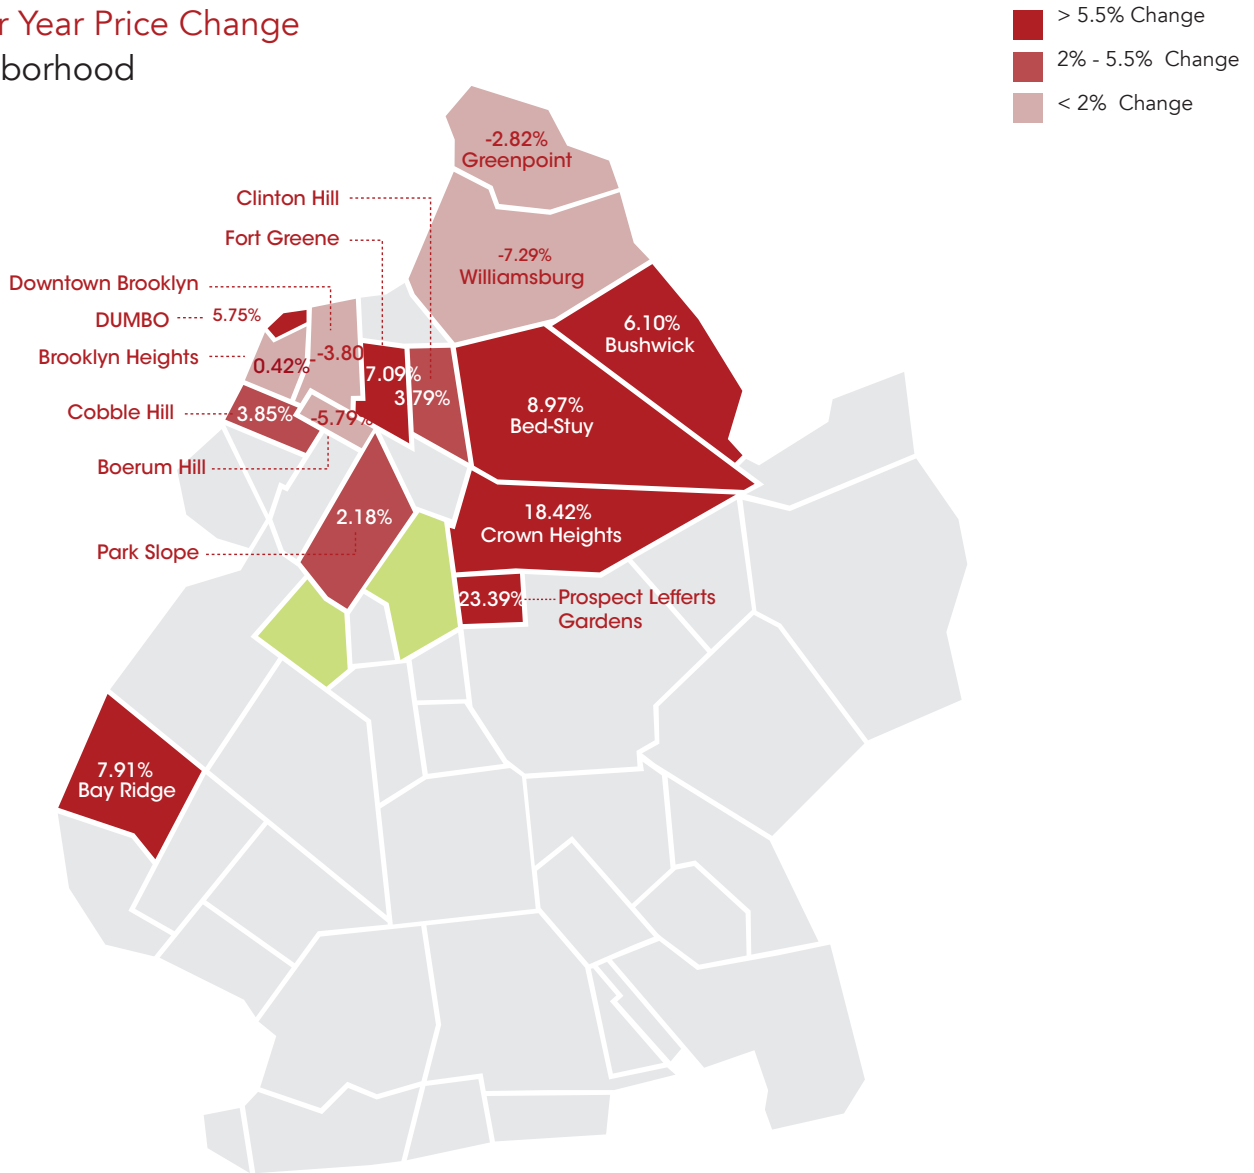 r Year Price Change
borhood
> 5.5% Change
2% - 5.5% Change
< 2% Change
-2.82%
Greenpoint
Clinton Hill
Fort Greene
-7.29%
Williamsburg
Downtown Brooklyn
DUMBO
5.75%
6.10%
Bushwick
Brooklyn Heights
0.42%
-3.80
7.09%
3.79%
Cobble Hill
3.85%
-5.79%
8.97%
Bed-Stuy
Boerum Hill
2.18%
18.42%
Crown Heights
Park Slope
23.39%
Prospect Lefferts
Gardens
7.91%
Bay Ridge